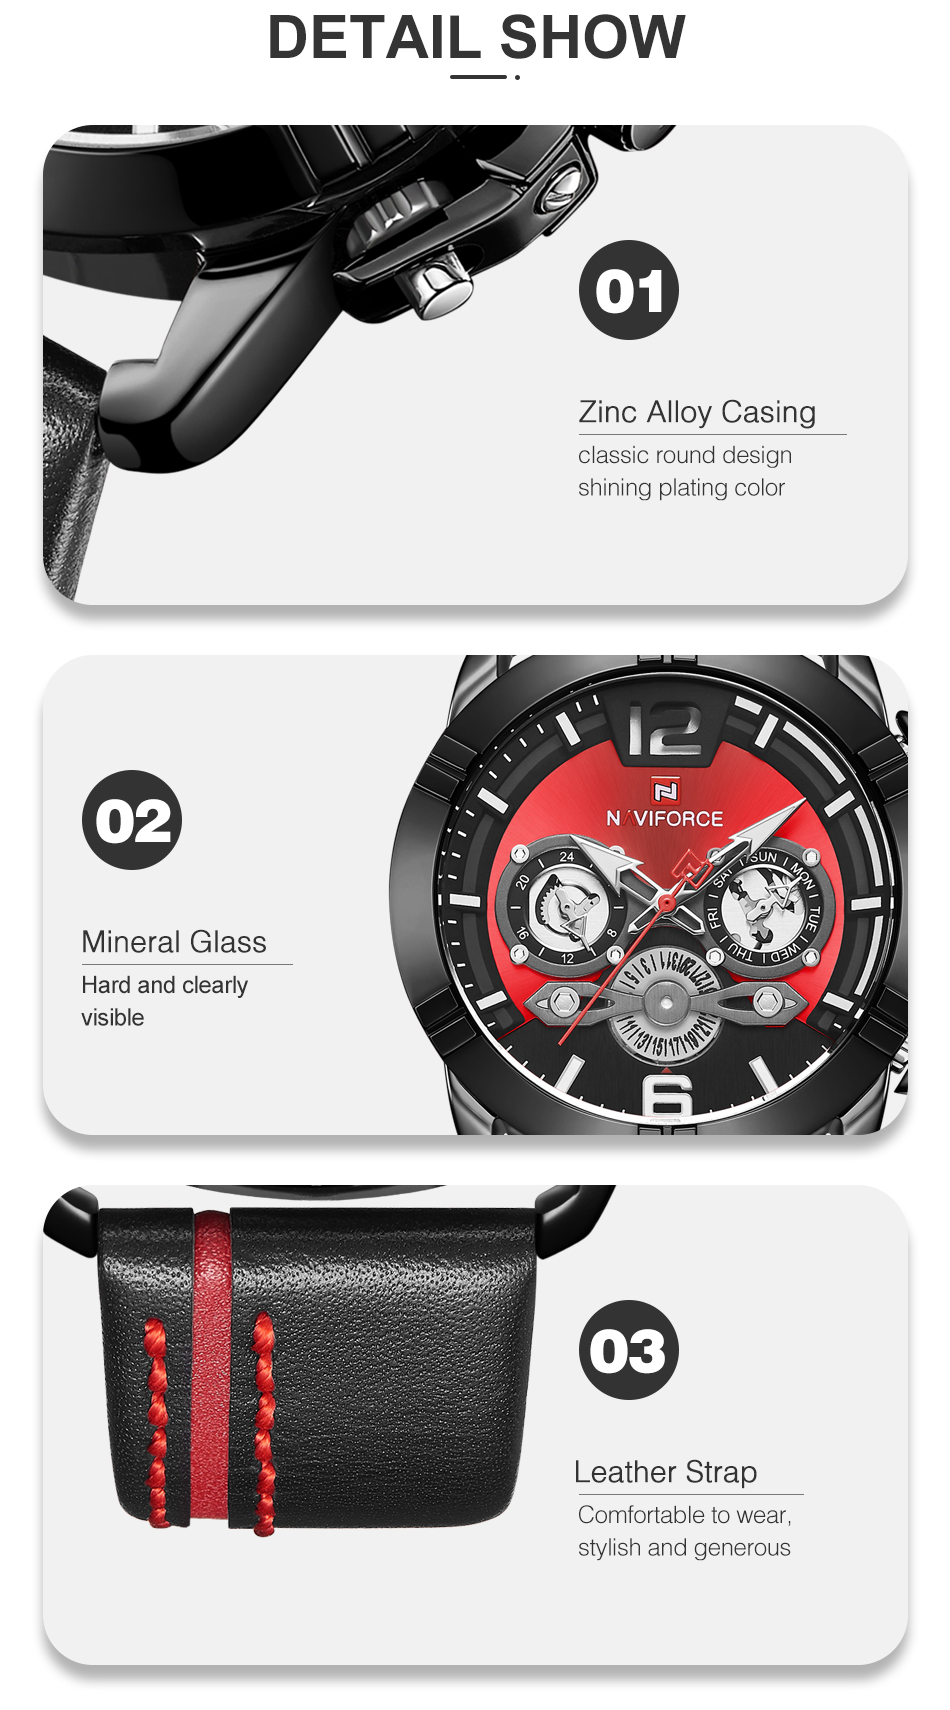 DETAIL SHOW
01
Zinc Alloy Casing
classic round design
shining plating color
02
Mineral Glass
Hard and clearly
visible
12
NAVIFORCE
24
20
16
12
8
SUN
MON
TUE
WED
THU
FRI
SAT
6
03
Leather Strap
Comfortable to wear,
stylish and generous